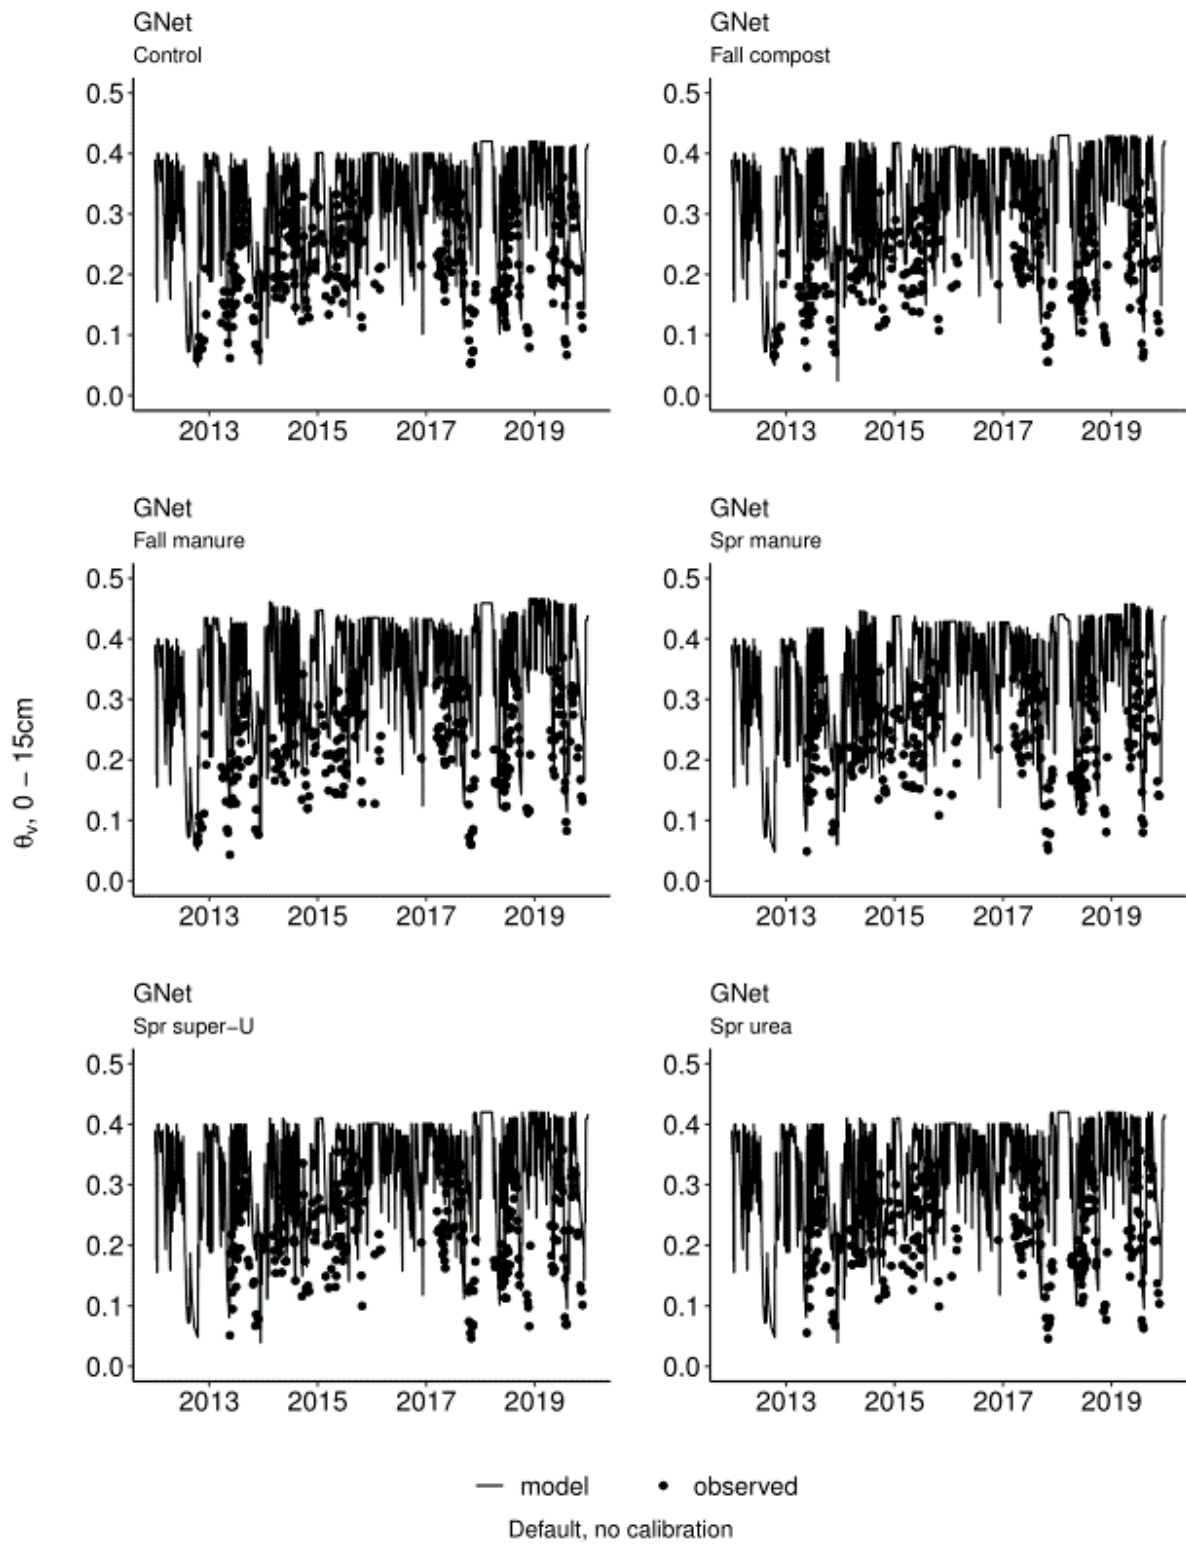 GNet
Control
0.5
0.4
0.3
0.2
0.1
0.0
2013 2015 2017 2019
GNet
Fall compost
0.5
0.4
0.3
0.2
0.1
0.0
2013 2015 2017 2019
GNet
Fall manure
0.5
0.4
0.3
0.2
0.1
0.0
2013 2015 2017 2019
GNet
Spr manure
0.5
0.4
0.3
0.2
0.1
0.0
2013 2015 2017 2019
θv, 0 − 15cm
GNet
Spr super−U
0.5
0.4
0.3
0.2
0.1
0.0
2013 2015 2017 2019
GNet
Spr urea
0.5
0.4
0.3
0.2
0.1
0.0
2013 2015 2017 2019
model observed
Default, no calibration